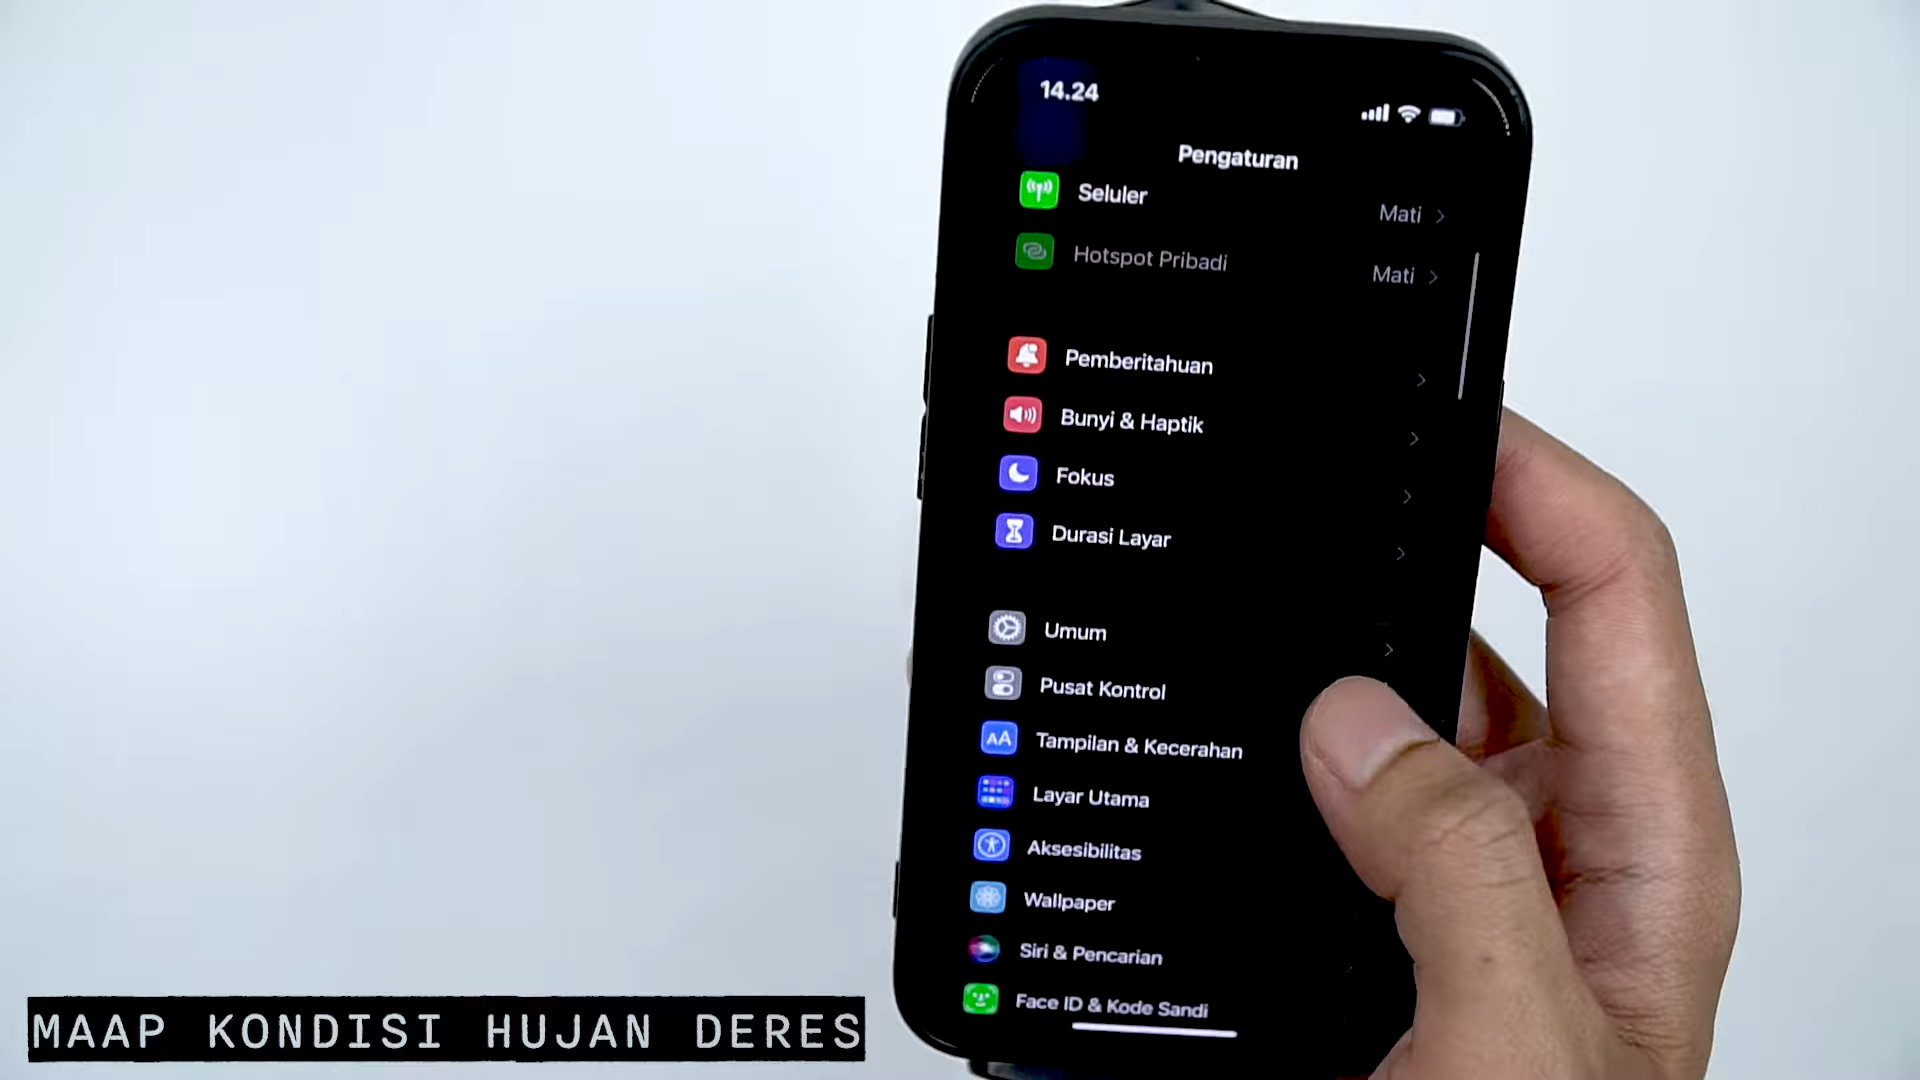 14.24
Pengaturan
Seluler Mati
Hotspot Pribadi Mati
Pemberitahuan
Bunyi & Haptik
Fokus
Durasi Layar
Umum
Pusat Kontrol
AA Tampilan & Kecerahan
Layar Utama
Aksesibilitas
Wallpaper
Siri & Pencarian
Face ID & Kode Sandi
MAAP KONDISI HUJAN DERES